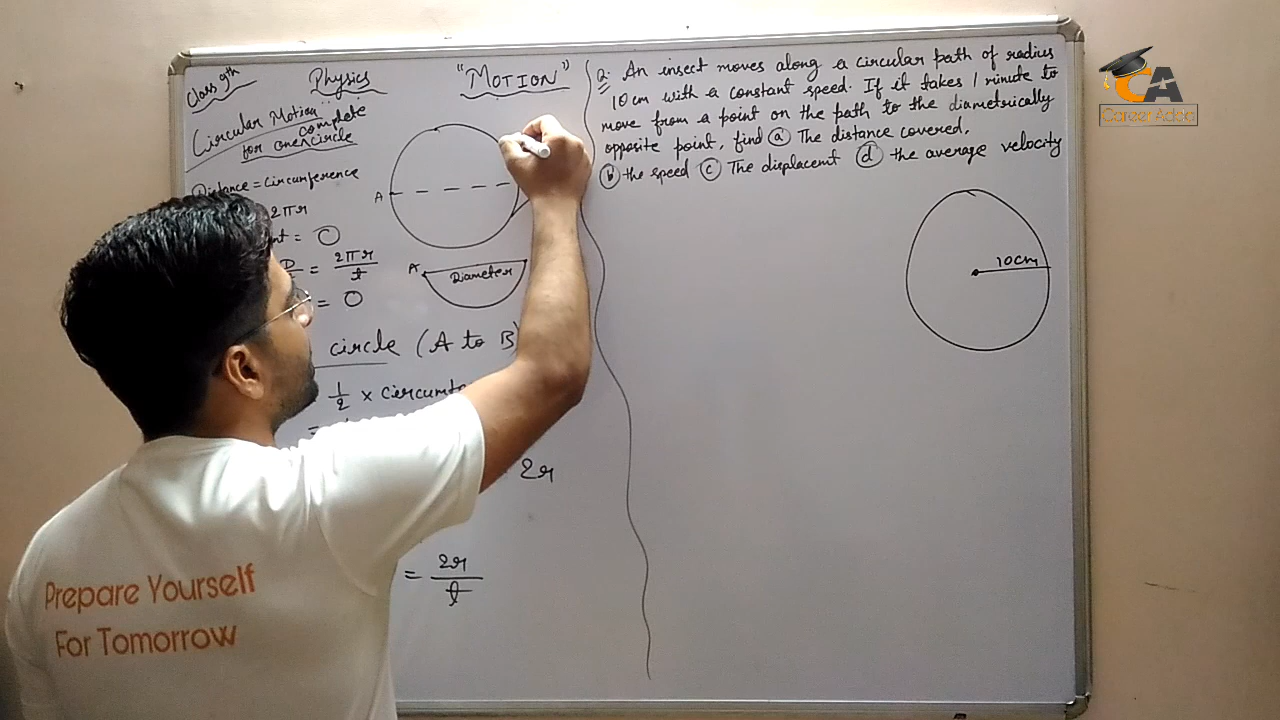 Class 9th
Physics
"MOTION"
Circular Motion
complete
for one circle
Distance = circumference
2πr
= 0
= 2πr/t
= 0
circle (A to B)
1/2 × circumfe
=
= 2r
= 2r/t
A
A
Diameter
Q. An insect moves along a circular path of radius
10cm with a constant speed. If it takes 1 minute to
move from a point on the path to the diametrically
opposite point, find (a) The distance covered,
(b) the speed (c) The displacemt (d) the average velocity
10cm
CA
Career Adda
Prepare Yourself
For Tomorrow